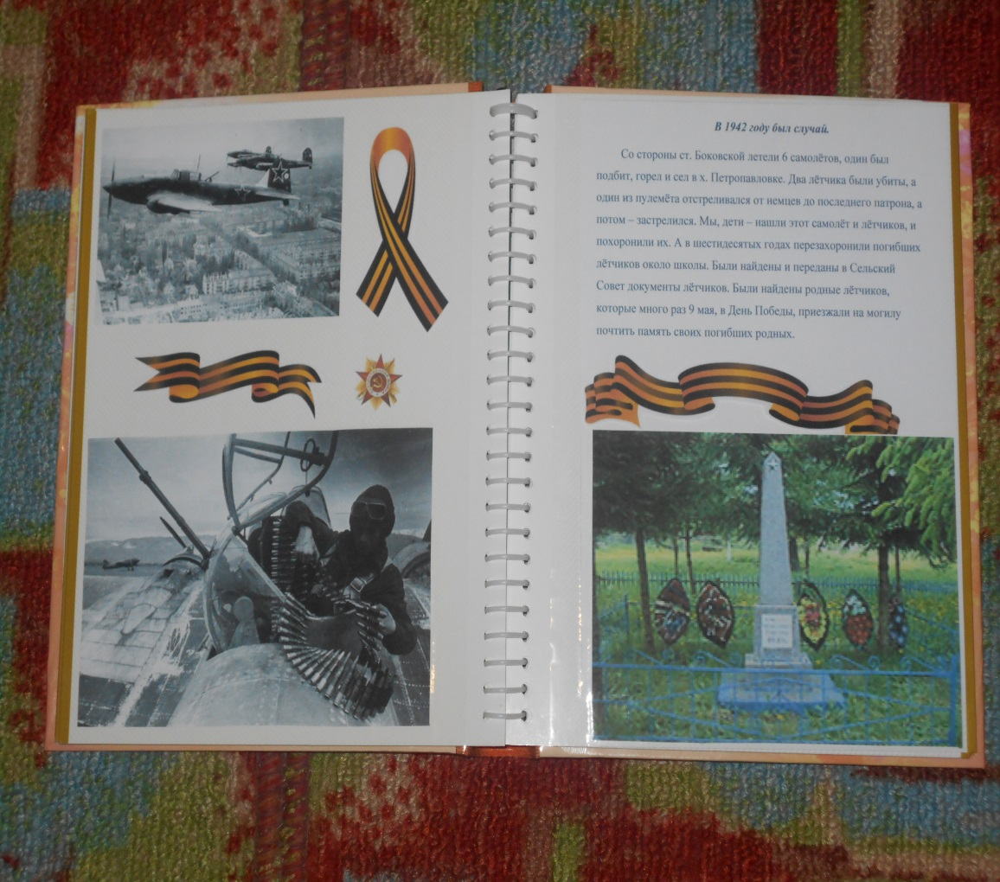 В 1942 году был случай.
Со стороны ст. Боковской летели 6 самолётов, один был
подбит, горел и сел в х. Петропавловке. Два лётчика были убиты, а
один из пулемёта отстреливался от немцев до последнего патрона, а
потом – застрелился. Мы, дети – нашли этот самолёт и лётчиков, и
похоронили их. А в шестидесятых годах перезахоронили погибших
лётчиков около школы. Были найдены и переданы в Сельский
Совет документы лётчиков. Были найдены родные лётчиков,
которые много раз 9 мая, в День Победы, приезжали на могилу
почтить память своих погибших родных.